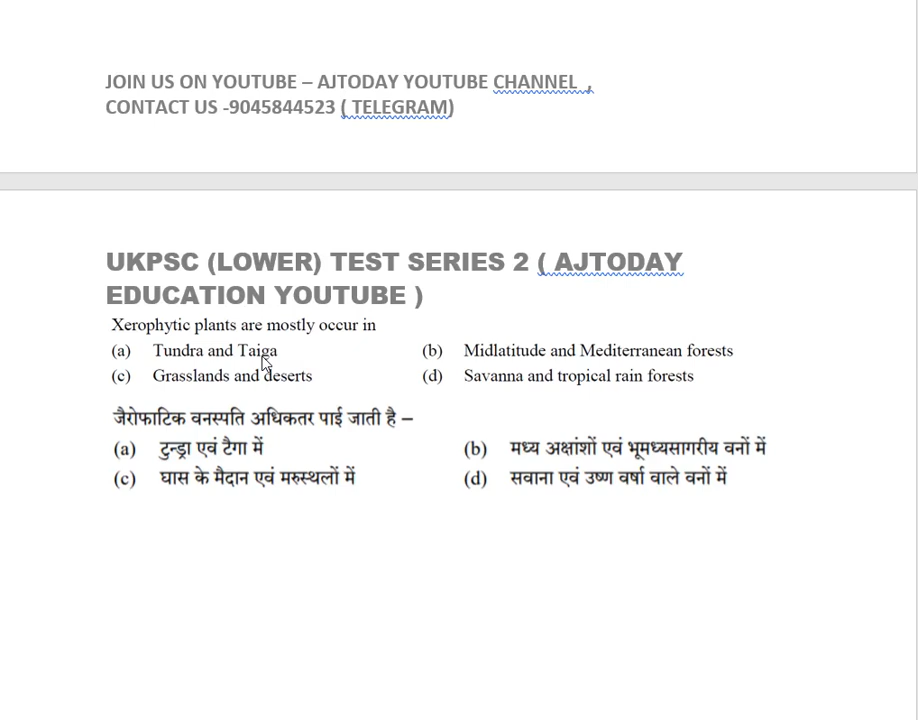 JOIN US ON YOUTUBE – AJTODAY YOUTUBE CHANNEL ,
CONTACT US -9045844523 ( TELEGRAM)
UKPSC (LOWER) TEST SERIES 2 ( AJTODAY
EDUCATION YOUTUBE )
Xerophytic plants are mostly occur in
(a) Tundra and Taiga (b) Midlatitude and Mediterranean forests
(c) Grasslands and deserts (d) Savanna and tropical rain forests
जैरोफाटिक वनस्पति अधिकतर पाई जाती है –
(a) टुन्ड्रा एवं टैगा में (b) मध्य अक्षांशों एवं भूमध्यसागरीय वनों में
(c) घास के मैदान एवं मरुस्थलों में (d) सवाना एवं उष्ण वर्षा वाले वनों में